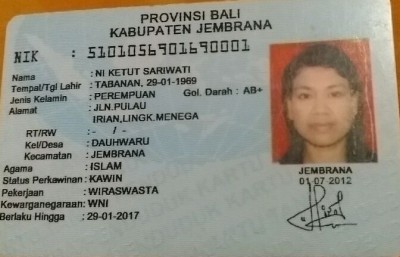 PROVINSI BALI
KABUPATEN JEMBRANA
NIK : 5101056901690001
Nama : NI KETUT SARIWATI
Tempat/Tgl Lahir : TABANAN, 29-01-1969
Jenis Kelamin : PEREMPUAN Gol. Darah : AB+
Alamat : JLN.PULAU
IRIAN,LINGK.MENEGA
RT/RW : - / -
Kel/Desa : DAUHWARU
Kecamatan : JEMBRANA
Agama : ISLAM
Status Perkawinan : KAWIN
Pekerjaan : WIRASWASTA
Kewarganegaraan : WNI
Berlaku Hingga : 29-01-2017
JEMBRANA
01-07-2012